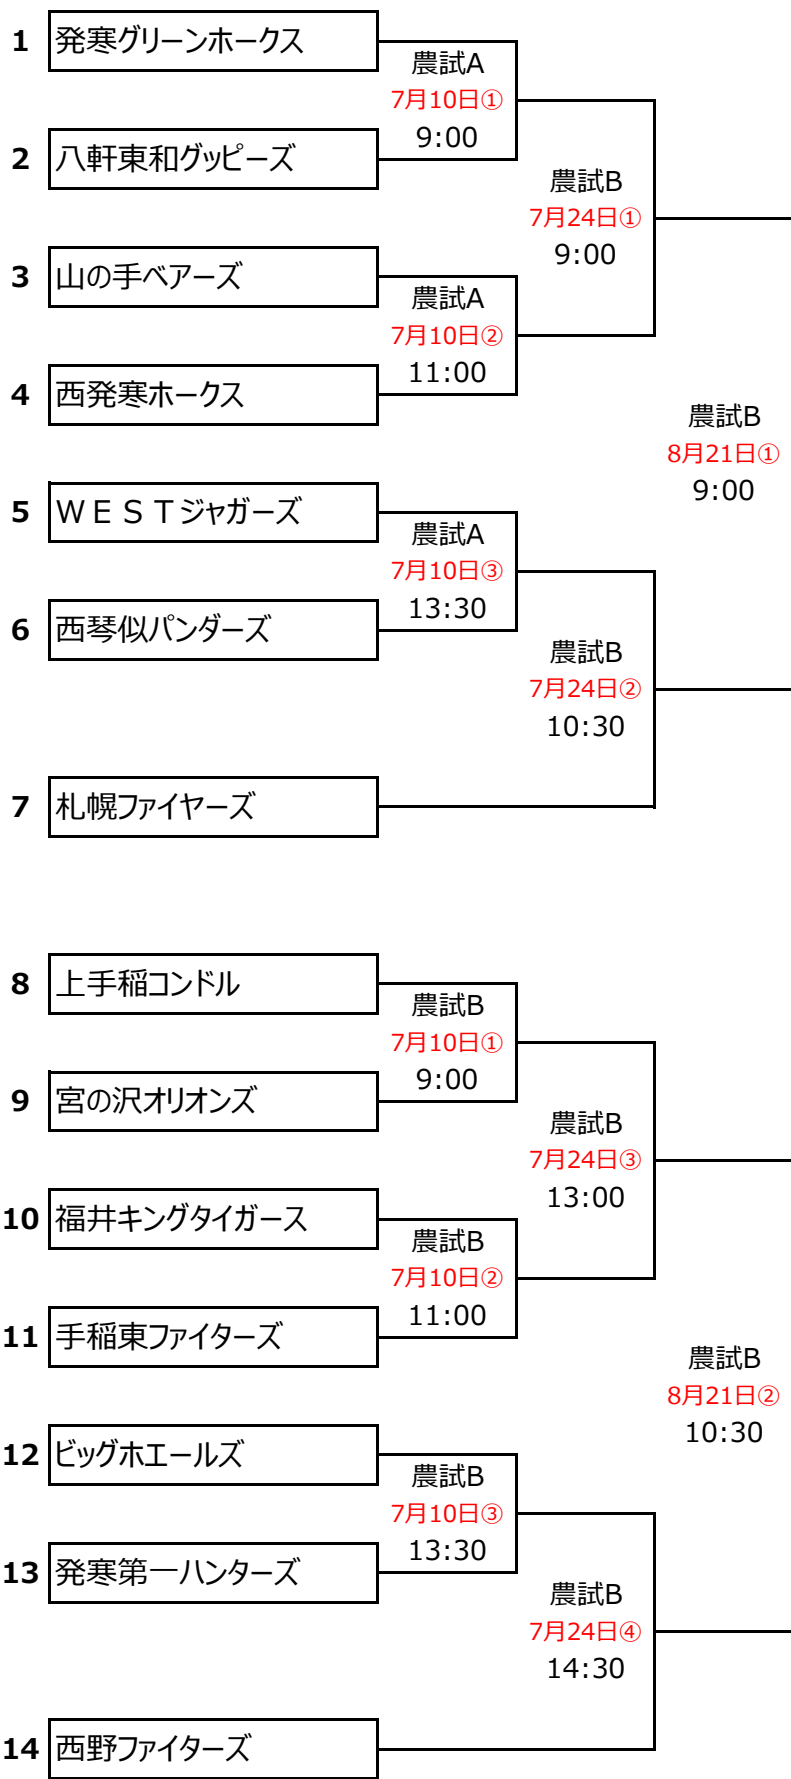 1 発寒グリーンホークス
農試A
7月10日①
9:00
2 八軒東和グッピーズ
農試B
7月24日①
9:00
3 山の手ベアーズ
農試A
7月10日②
11:00
4 西発寒ホークス
農試B
8月21日①
9:00
5 ＷＥＳＴジャガーズ
農試A
7月10日③
13:30
6 西琴似パンダーズ
農試B
7月24日②
10:30
7 札幌ファイヤーズ
8 上手稲コンドル
農試B
7月10日①
9:00
9 宮の沢オリオンズ
農試B
7月24日③
13:00
10 福井キングタイガース
農試B
7月10日②
11:00
11 手稲東ファイターズ
農試B
8月21日②
10:30
12 ビッグホエールズ
農試B
7月10日③
13:30
13 発寒第一ハンターズ
農試B
7月24日④
14:30
14 西野ファイターズ